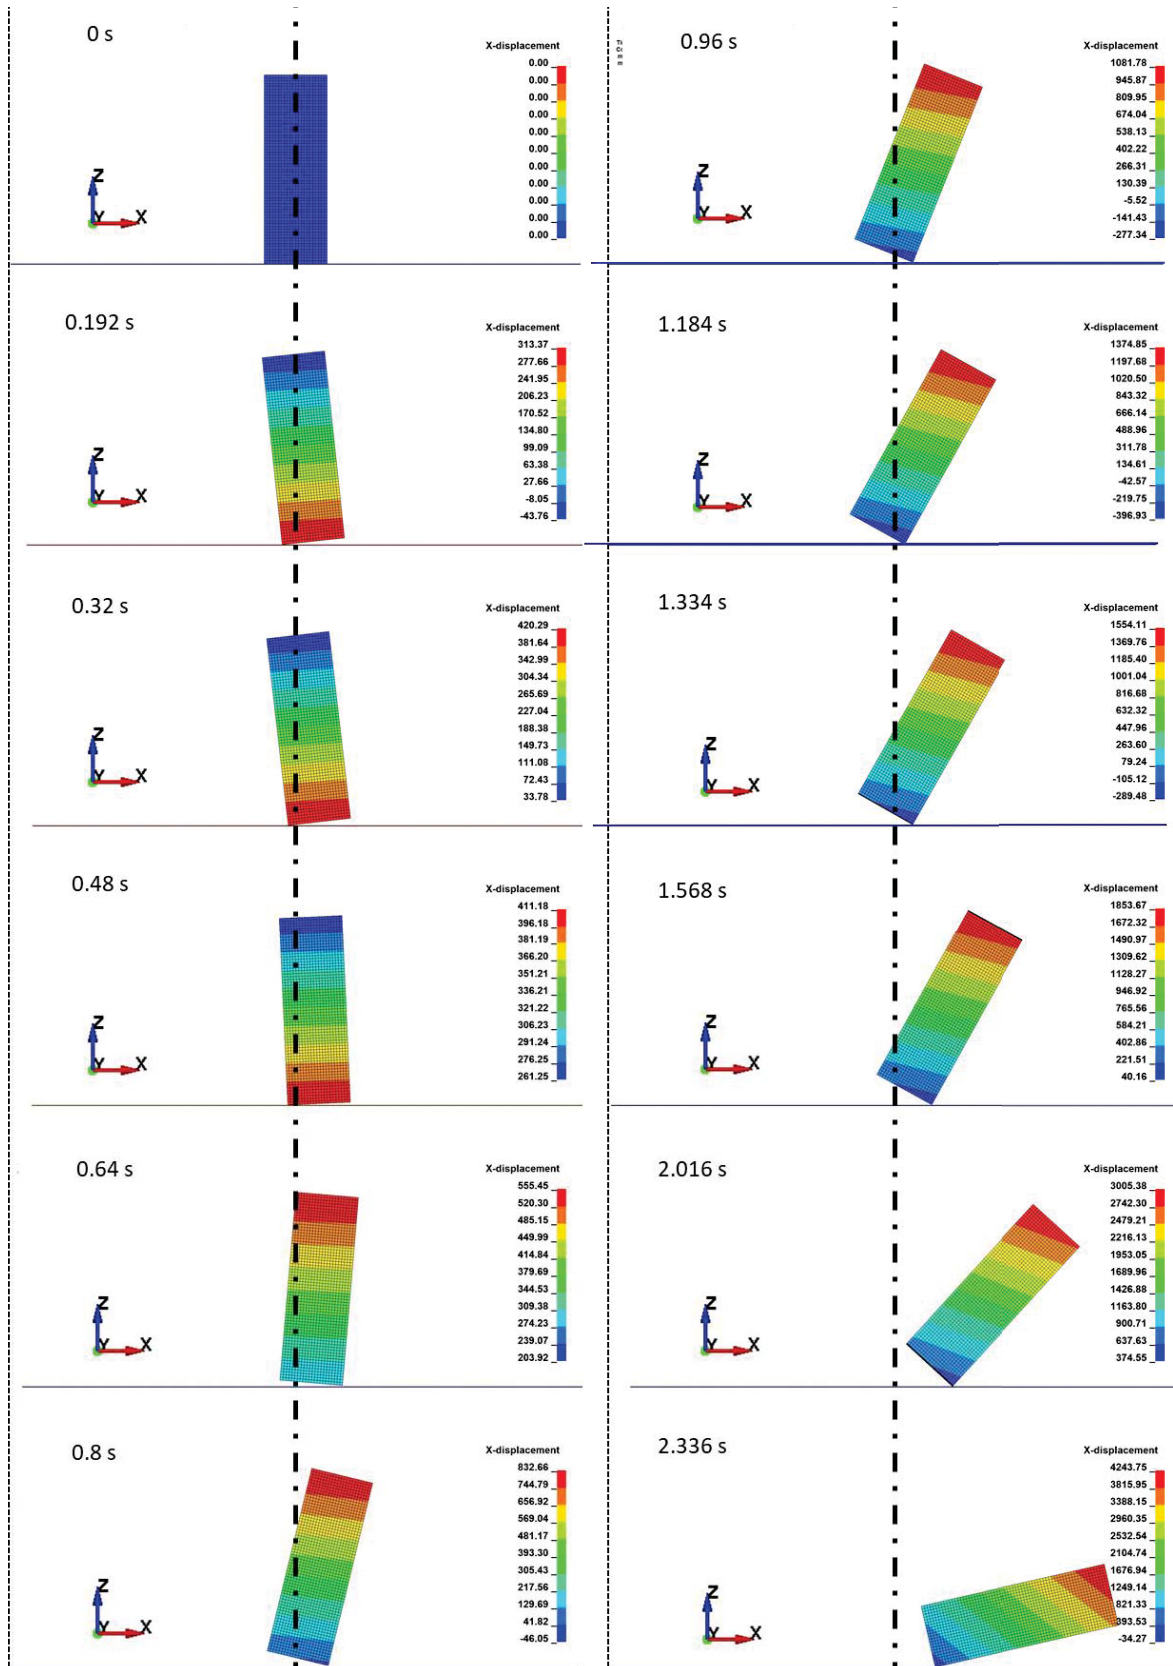 0 s
X-displacement
0.00
0.00
0.00
0.00
0.00
0.00
0.00
0.00
0.00
0.00
0.00
Z
Y
X
0.192 s
X-displacement
313.37
277.66
241.95
206.23
170.52
134.80
99.09
63.38
27.66
-8.05
-43.76
Z
Y
X
0.32 s
X-displacement
420.29
381.64
342.99
304.34
265.69
227.04
188.38
149.73
111.08
72.43
33.78
Z
Y
X
0.48 s
X-displacement
411.18
396.18
381.19
366.20
351.21
336.21
321.22
306.23
291.24
276.25
261.25
Z
Y
X
0.64 s
X-displacement
555.45
520.30
485.15
449.99
414.84
379.69
344.53
309.38
274.23
239.07
203.92
Z
Y
X
0.8 s
X-displacement
832.66
744.79
656.92
569.04
481.17
393.30
305.43
217.56
129.69
41.82
-46.05
Z
Y
X
0.96 s
X-displacement
1081.78
945.87
809.95
674.04
538.13
402.22
266.31
130.39
-5.52
-141.43
-277.34
Z
Y
X
1.184 s
X-displacement
1374.85
1197.68
1020.50
843.32
666.14
488.96
311.78
134.61
-42.57
-219.75
-396.93
Z
Y
X
1.334 s
X-displacement
1554.11
1369.76
1185.40
1001.04
816.68
632.32
447.96
263.60
79.24
-105.12
-289.48
Z
Y
X
1.568 s
X-displacement
1853.67
1672.32
1490.97
1309.62
1128.27
946.92
765.56
584.21
402.86
221.51
40.16
Z
Y
X
2.016 s
X-displacement
3005.38
2742.30
2479.21
2216.13
1953.05
1689.96
1426.88
1163.80
900.71
637.63
374.55
Z
Y
X
2.336 s
X-displacement
4243.75
3815.95
3388.15
2960.35
2532.54
2104.74
1676.94
1249.14
821.33
393.53
-34.27
Z
Y
X